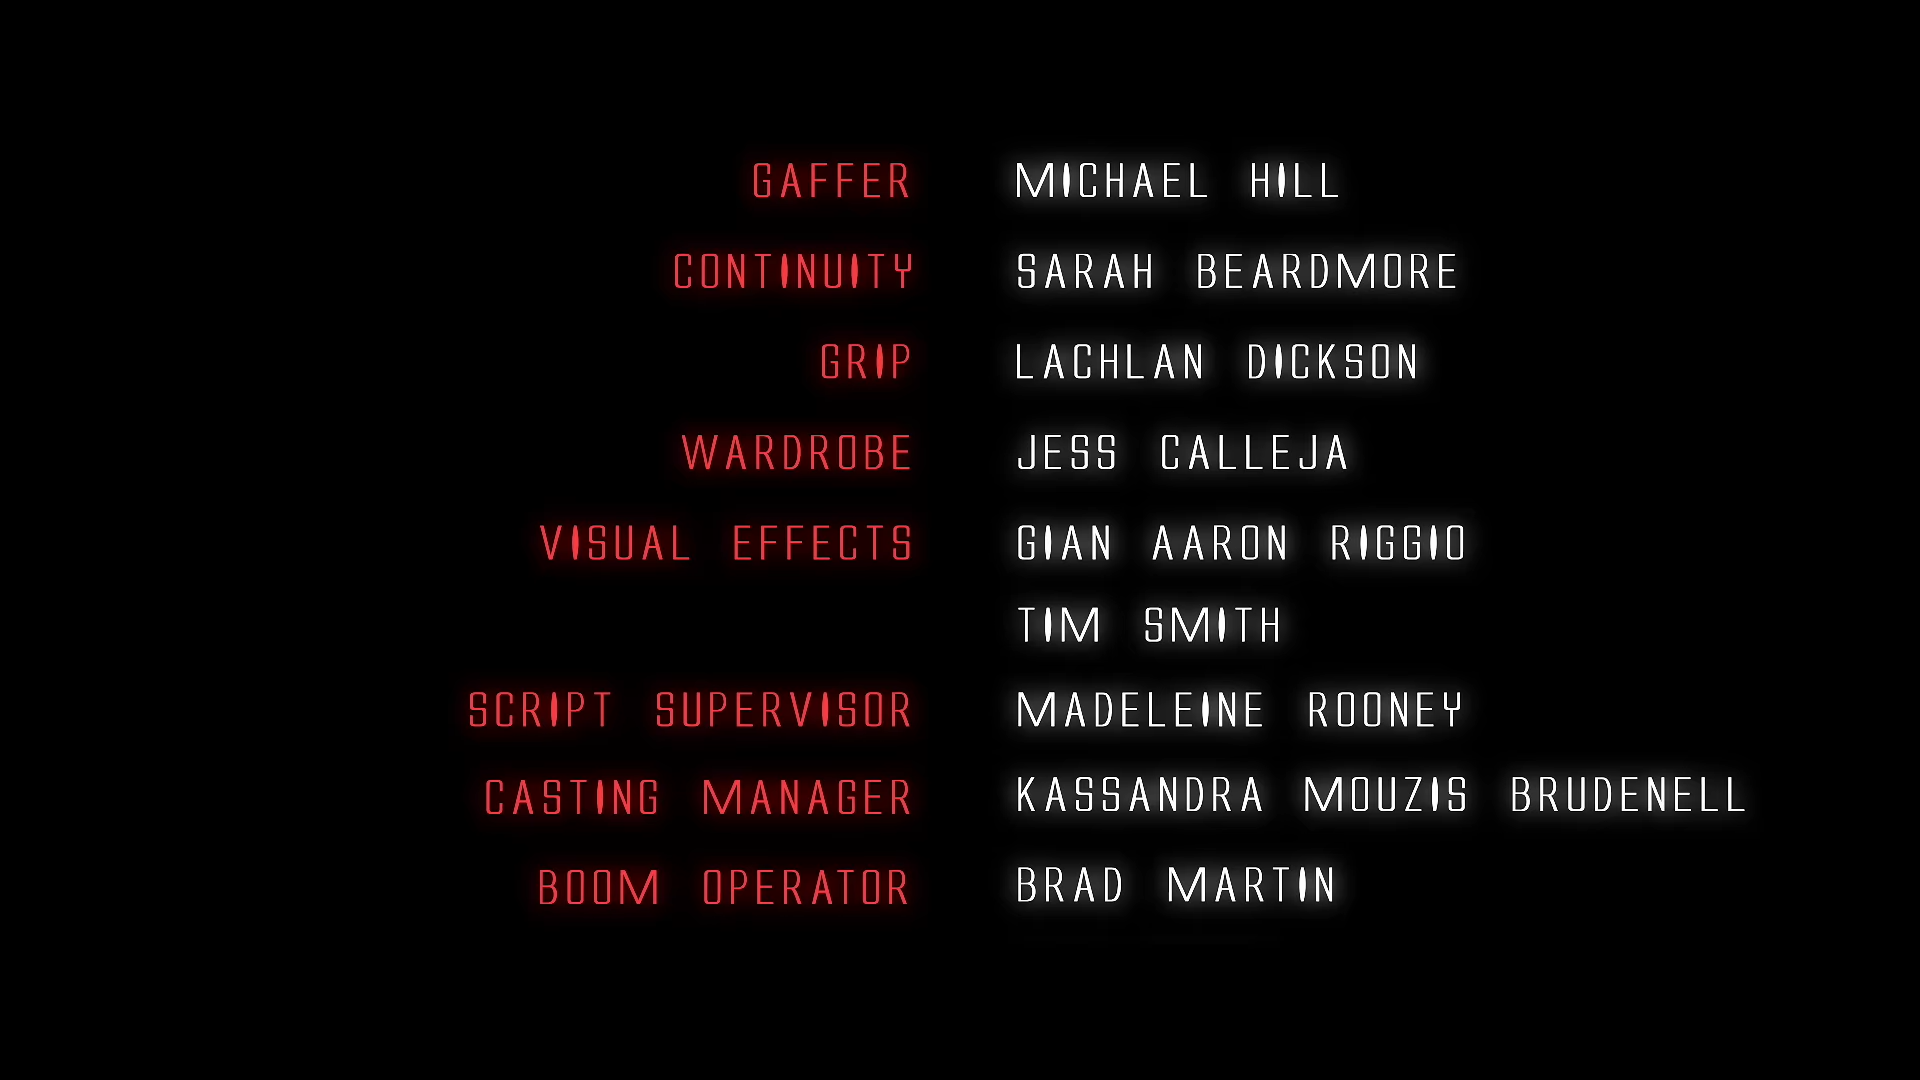 GAFFER MICHAEL HILL
CONTINUITY SARAH BEARDMORE
GRIP LACHLAN DICKSON
WARDROBE JESS CALLEJA
VISUAL EFFECTS GIAN AARON RIGGIO
TIM SMITH
SCRIPT SUPERVISOR MADELEINE ROONEY
CASTING MANAGER KASSANDRA MOUZIS BRUDENELL
BOOM OPERATOR BRAD MARTIN